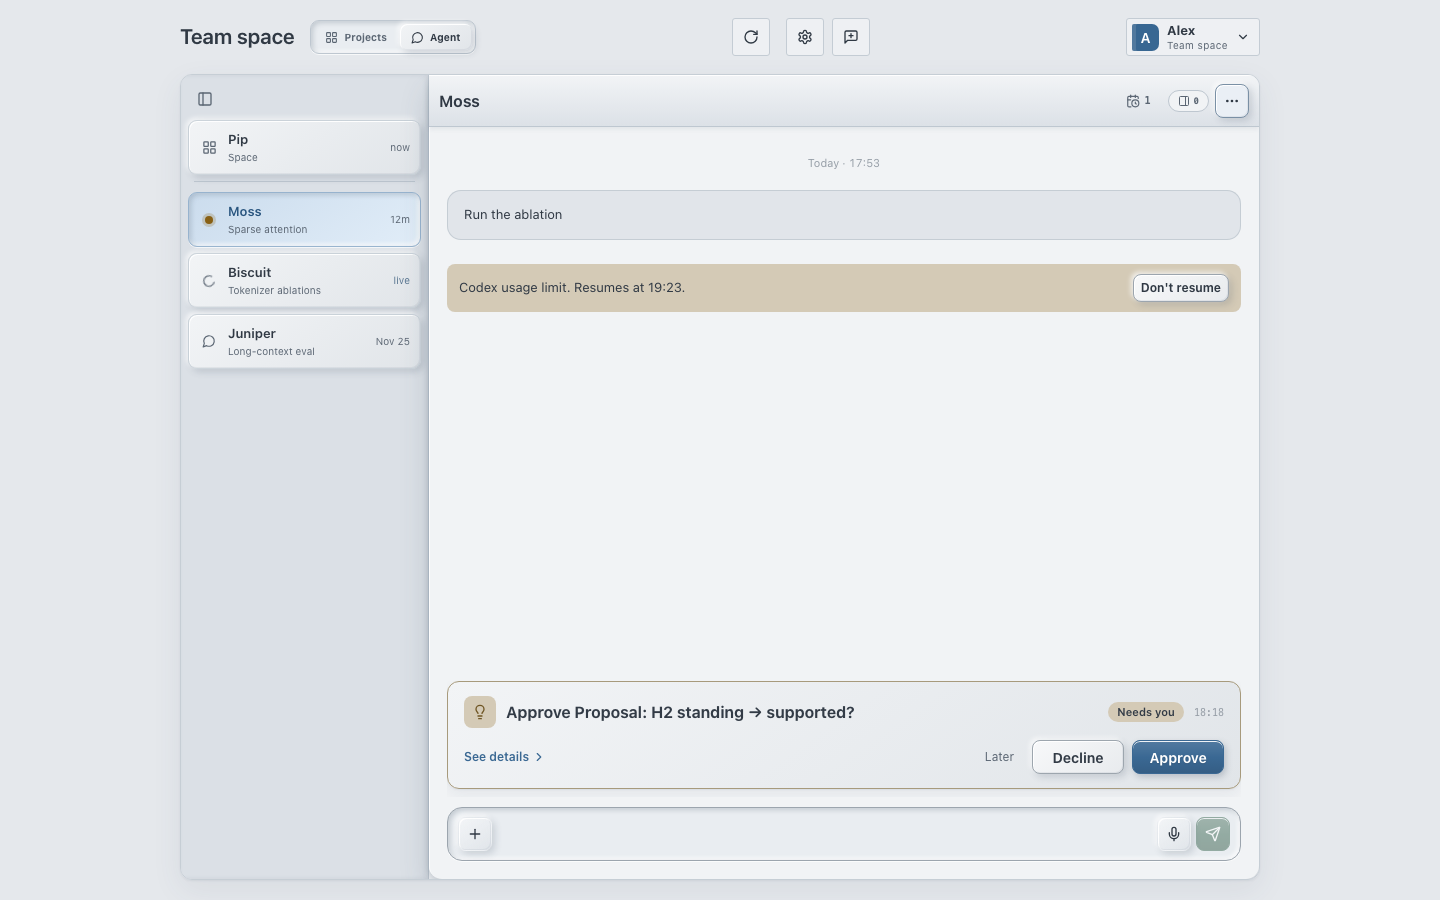 Team space
Projects
Agent
A
Alex
Team space
Pip
Space
now
Moss
Sparse attention
12m
Biscuit
Tokenizer ablations
live
Juniper
Long-context eval
Nov 25
Moss
1
0
Today · 17:53
Run the ablation
Codex usage limit. Resumes at 19:23.
Don't resume
Approve Proposal: H2 standing → supported?
Needs you
18:18
See details
Later
Decline
Approve